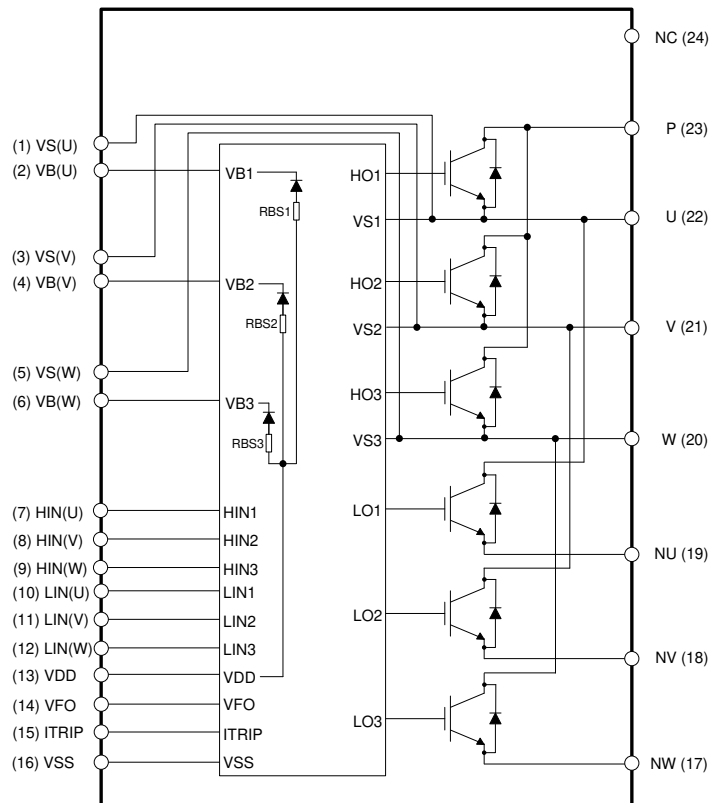 NC (24)
P (23)
(1) VS(U)
(2) VB(U)
VB1
HO1
RBS1
VS1
U (22)
(3) VS(V)
(4) VB(V)
VB2
HO2
RBS2
VS2
V (21)
(5) VS(W)
(6) VB(W)
VB3
HO3
RBS3
VS3
W (20)
(7) HIN(U)
HIN1
LO1
(8) HIN(V)
HIN2
(9) HIN(W)
HIN3
NU (19)
(10) LIN(U)
LIN1
(11) LIN(V)
LIN2
LO2
(12) LIN(W)
LIN3
NV (18)
(13) VDD
VDD
(14) VFO
VFO
LO3
(15) ITRIP
ITRIP
(16) VSS
VSS
NW (17)